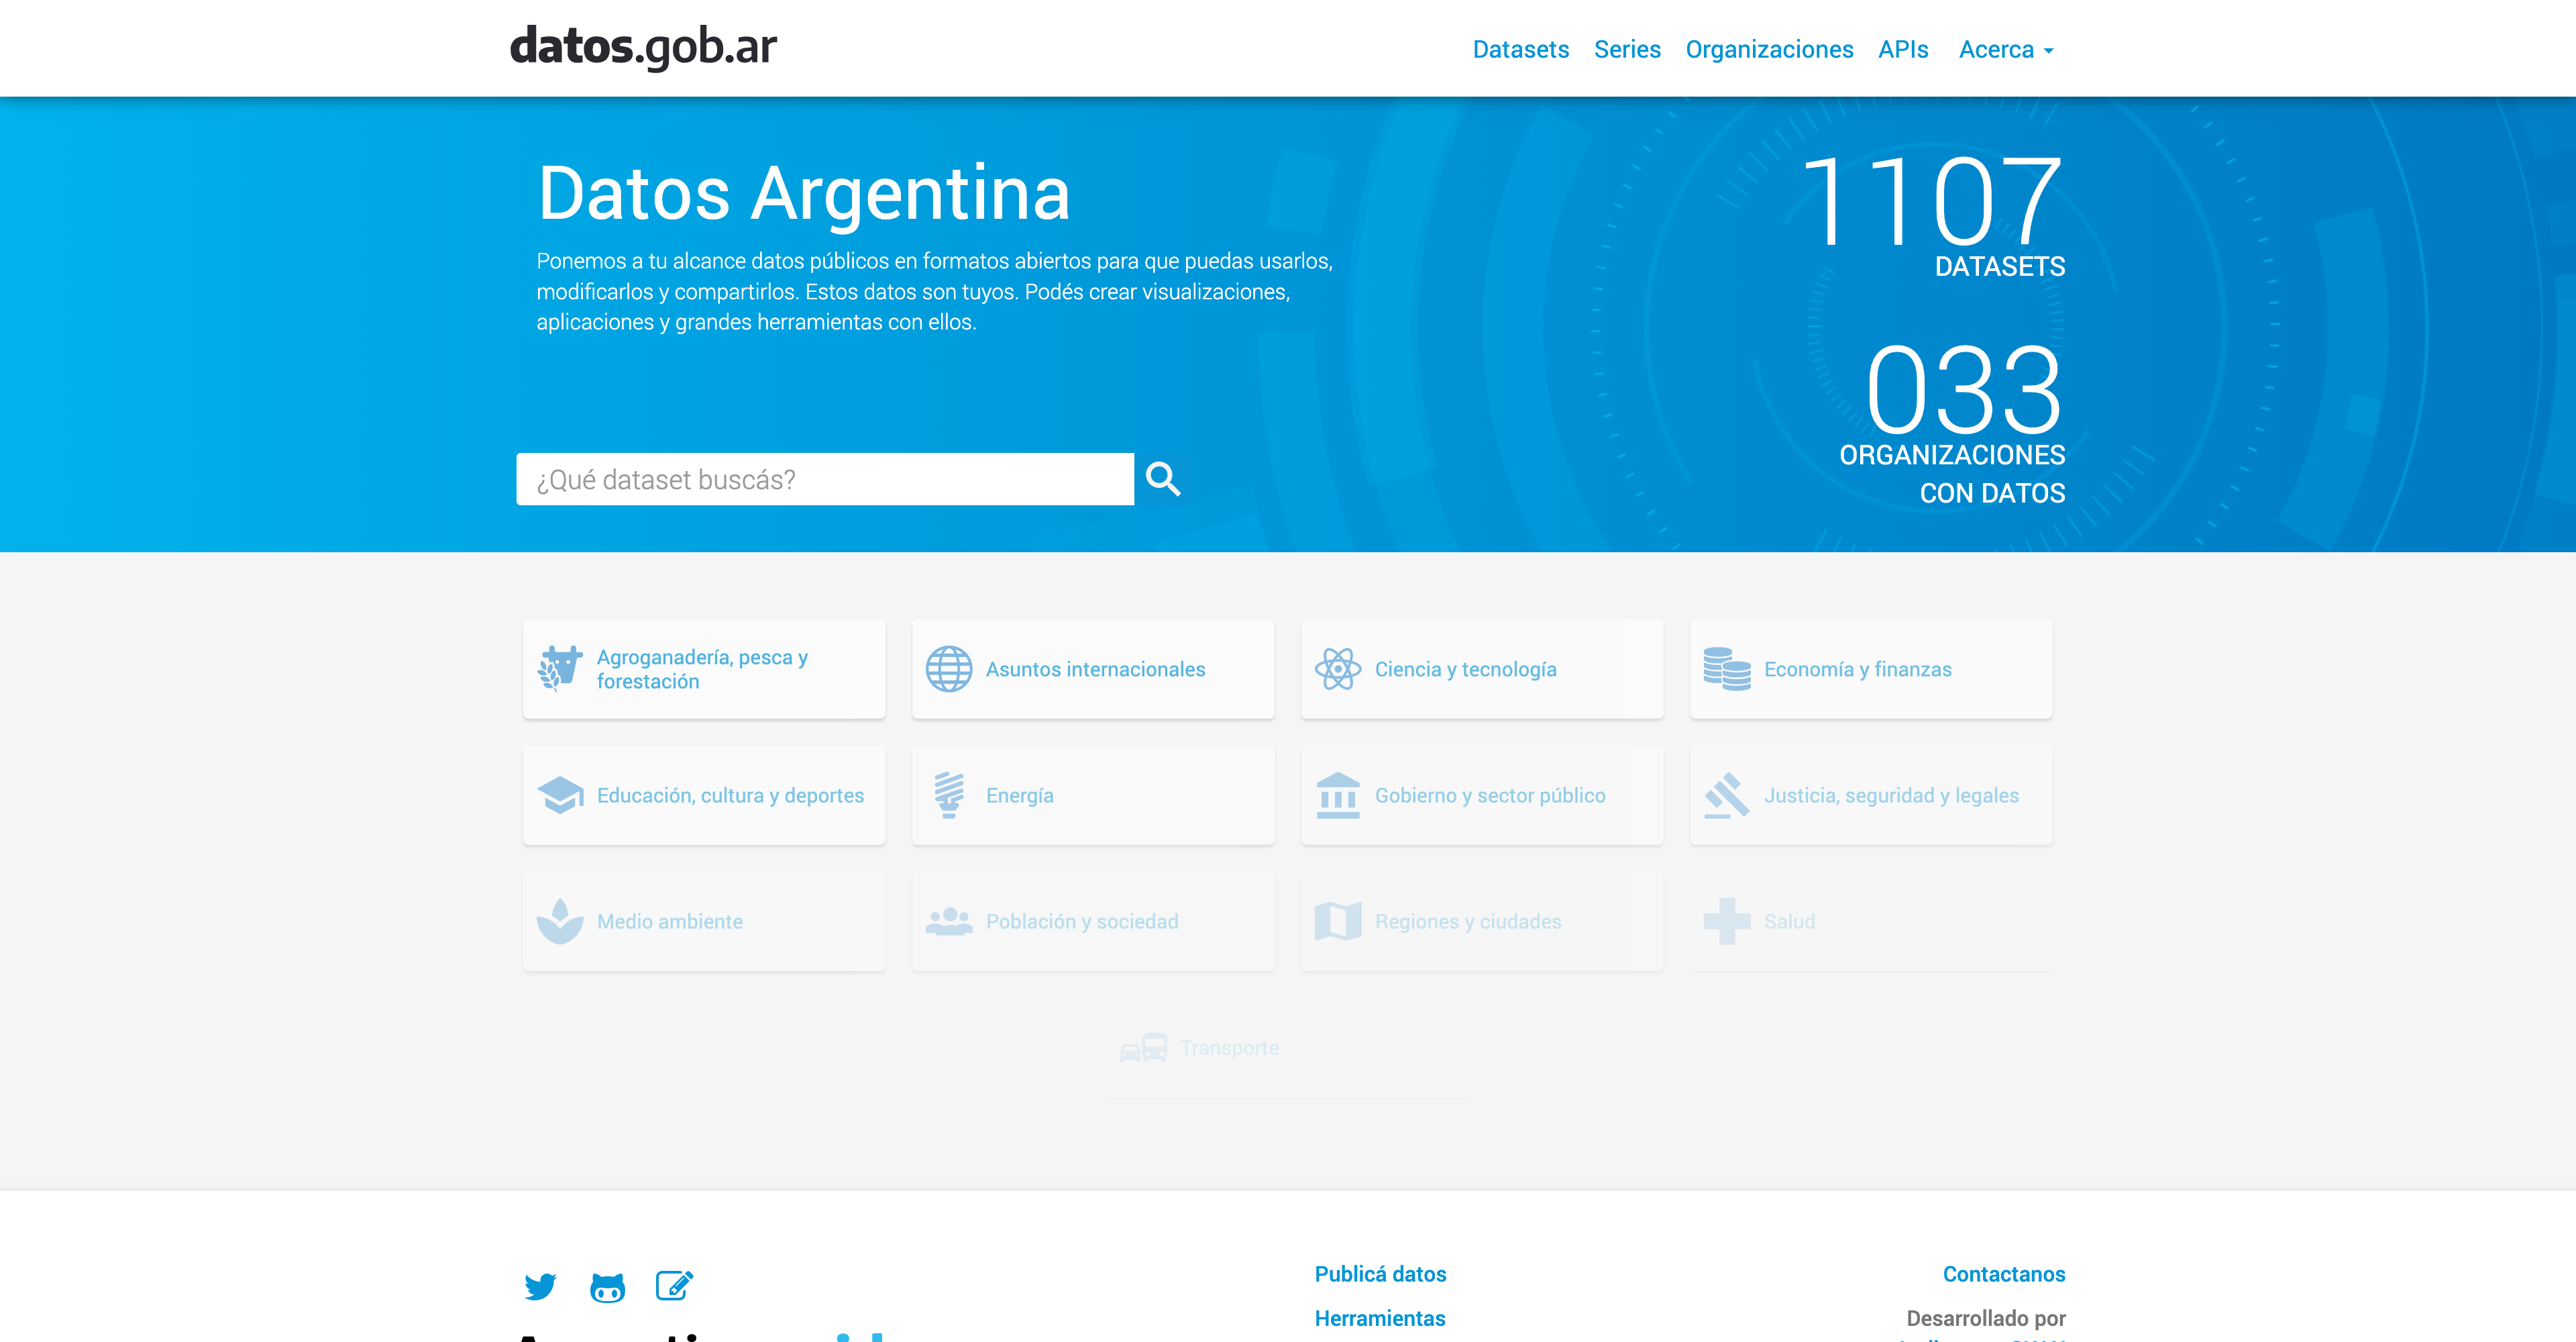 datos.gob.ar
Datasets Series Organizaciones APIs Acerca
Datos Argentina
Ponemos a tu alcance datos públicos en formatos abiertos para que puedas usarlos,
modificarlos y compartirlos. Estos datos son tuyos. Podés crear visualizaciones,
aplicaciones y grandes herramientas con ellos.
¿Qué dataset buscás?
1107
DATASETS
033
ORGANIZACIONES
CON DATOS
Agroganadería, pesca y
forestación
Asuntos internacionales
Ciencia y tecnología
Economía y finanzas
Educación, cultura y deportes
Energía
Gobierno y sector público
Justicia, seguridad y legales
Medio ambiente
Población y sociedad
Regiones y ciudades
Salud
Transporte
Publicá datos
Herramientas
Contactanos
Desarrollado por